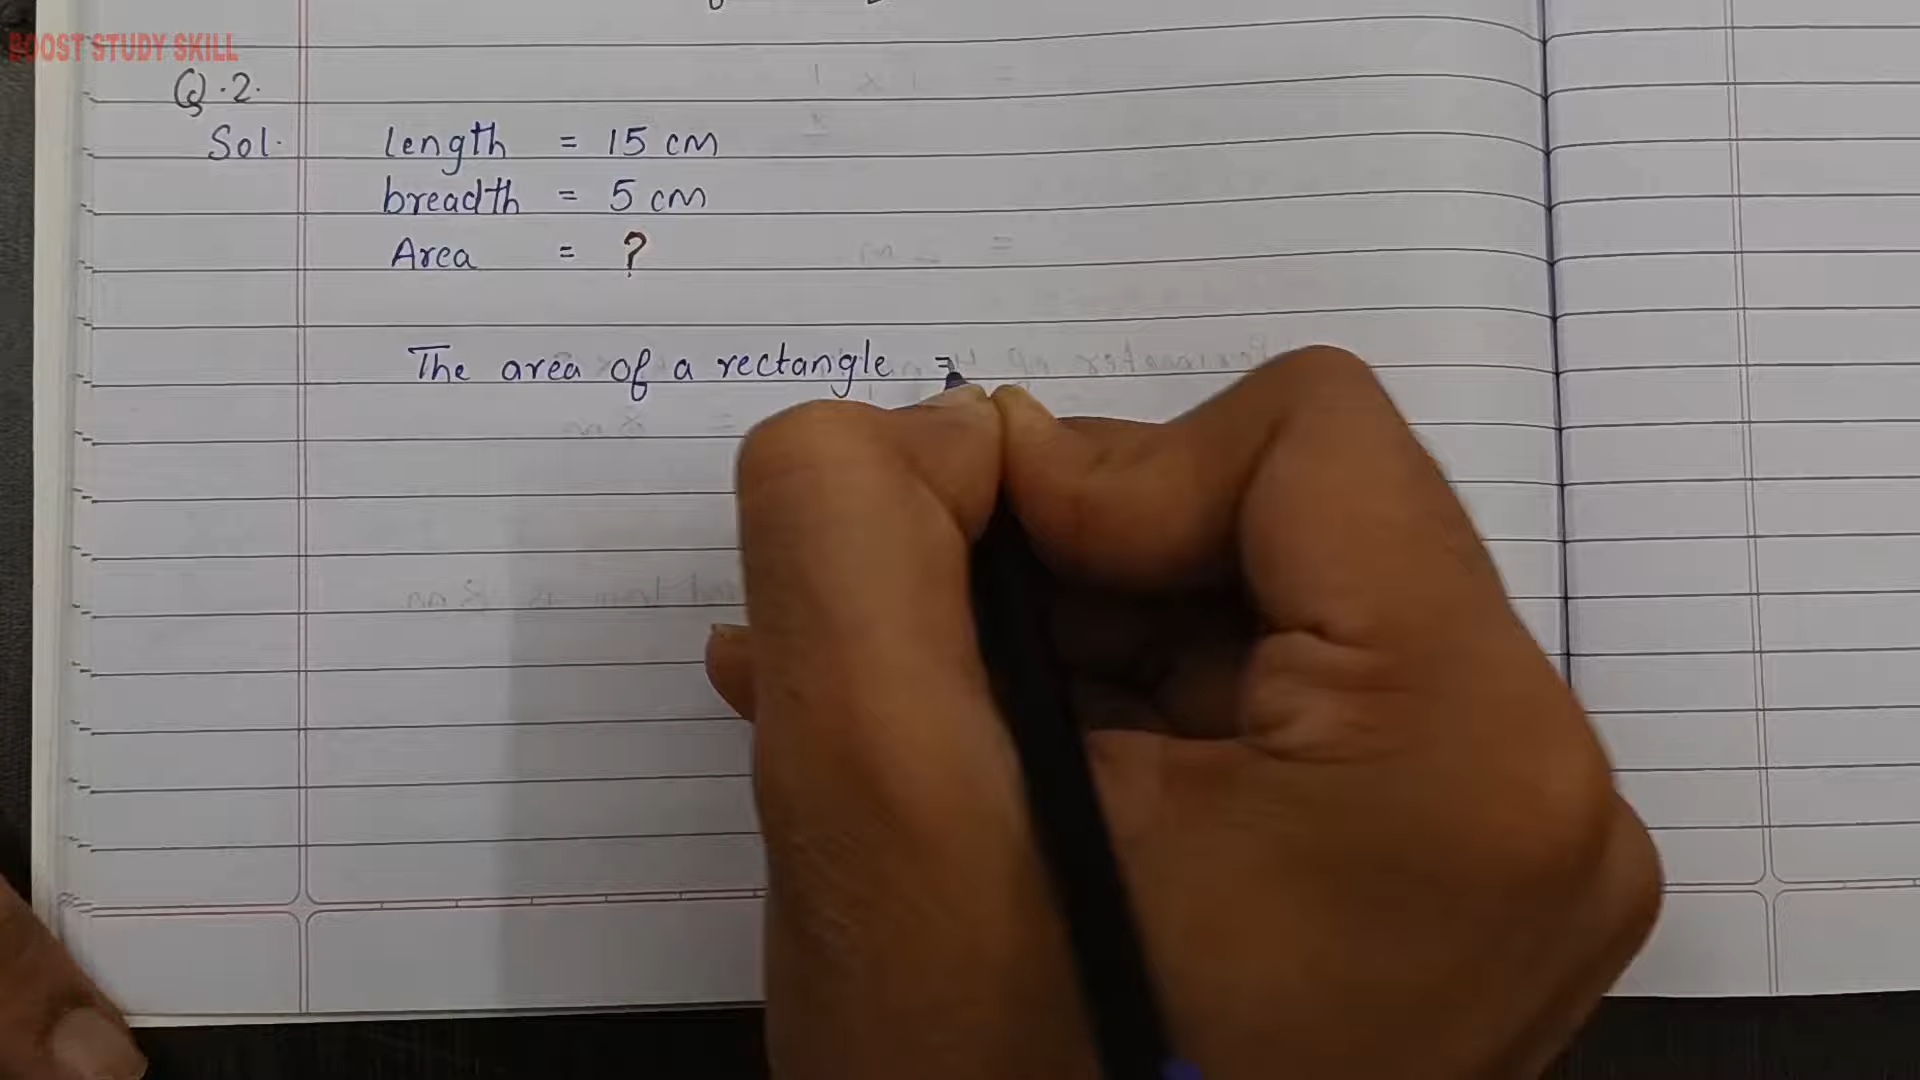 BOOST STUDY SKILL
Q.2.
Sol. length = 15 cm
breadth = 5 cm
Area = ?
The area of a rectangle =